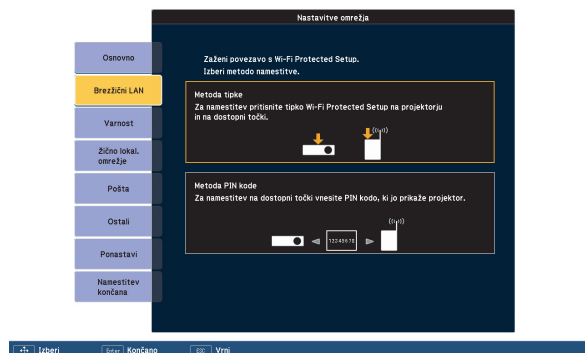 Nastavitve omrežja
Osnovno
Brezžični LAN
Varnost
Žično lokal.
omrežje
Pošta
Ostali
Ponastavi
Namestitev
končana
Zaženi povezavo s Wi-Fi Protected Setup.
Izberi metodo namestitve.
Metoda tipke
Za namestitev pritisnite tipko Wi-Fi Protected Setup na projektorju
in na dostopni točki.
Metoda PIN kode
Za namestitev na dostopni točki vnesite PIN kodo, ki jo prikaže projektor.
12345678
Izberi
Enter Končano
ESC Vrni